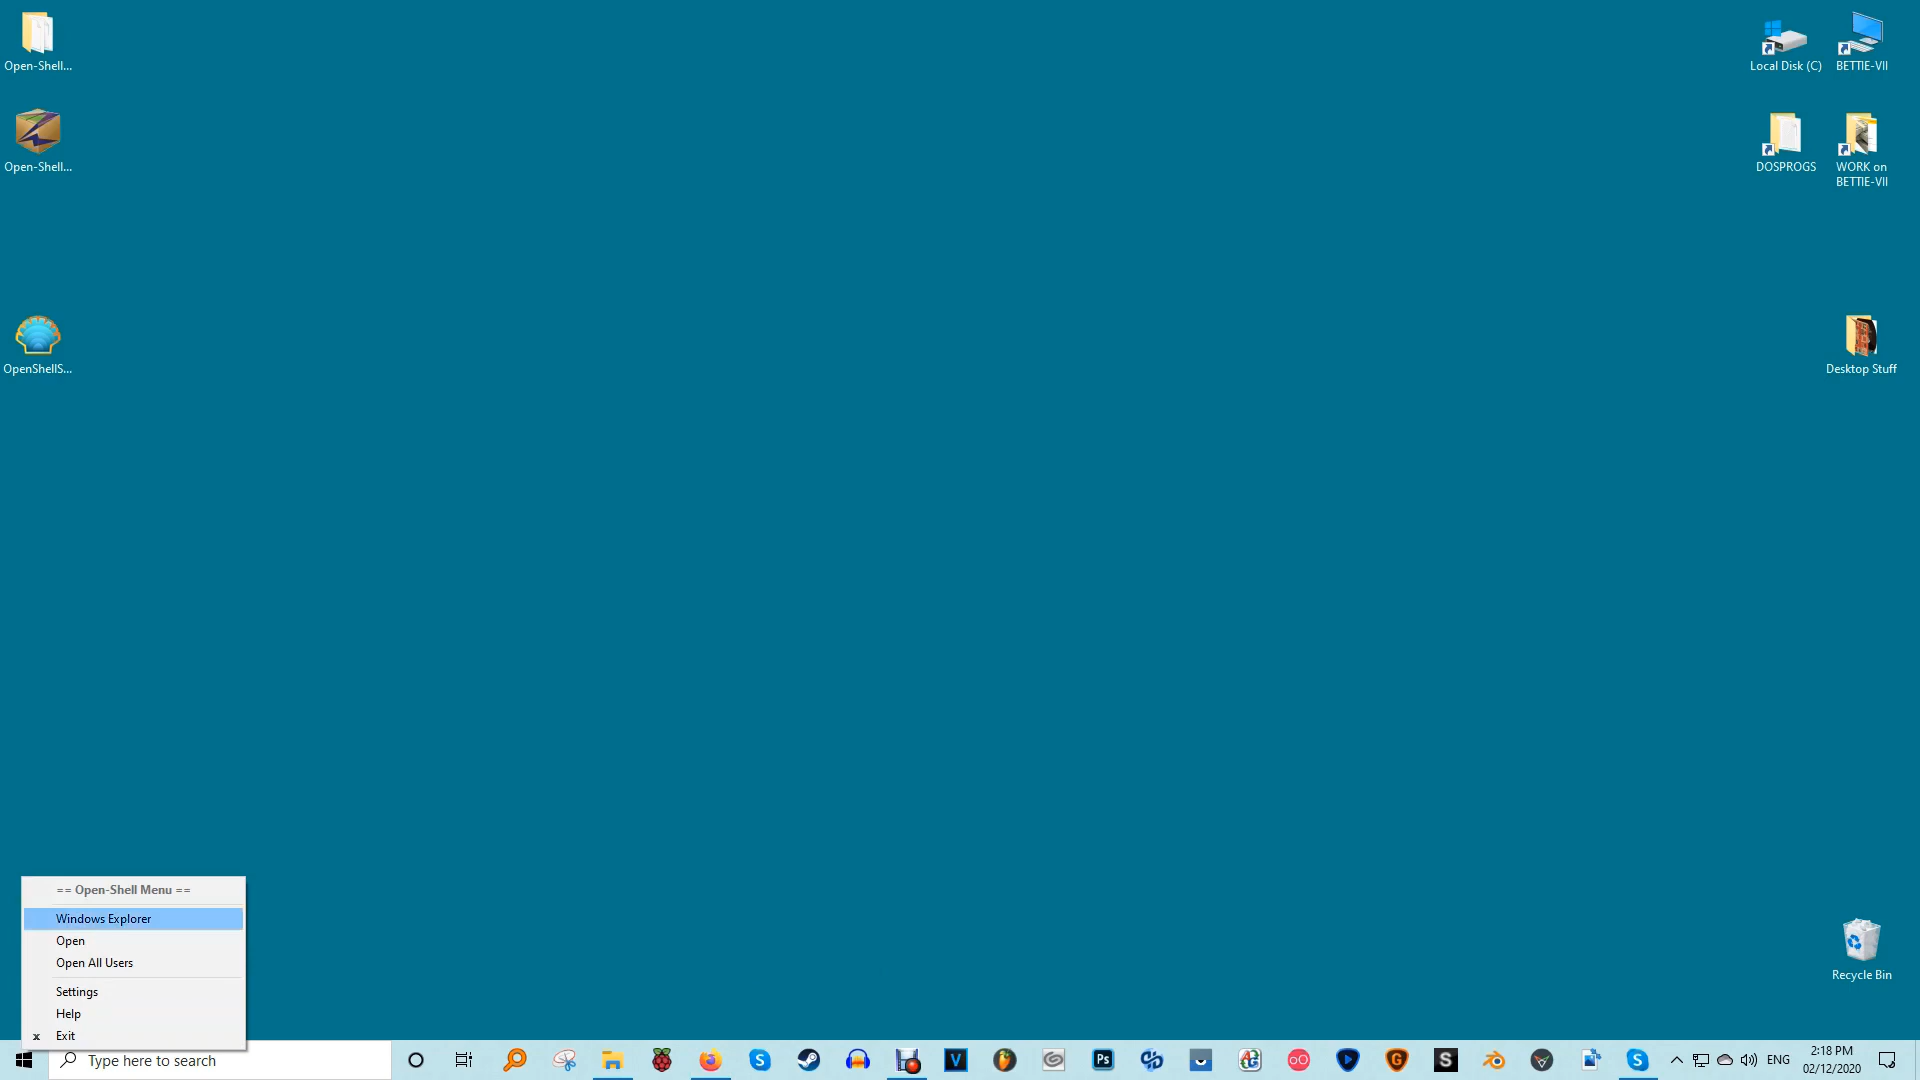 Open-Shell...
Open-Shell...
OpenShellS...
Local Disk (C)
BETTIE-VII
DOSPROGS
WORK on
BETTIE-VII
Desktop Stuff
Recycle Bin
== Open-Shell Menu ==
Windows Explorer
Open
Open All Users
Settings
Help
x Exit
Type here to search
ENG
2:18 PM
02/12/2020